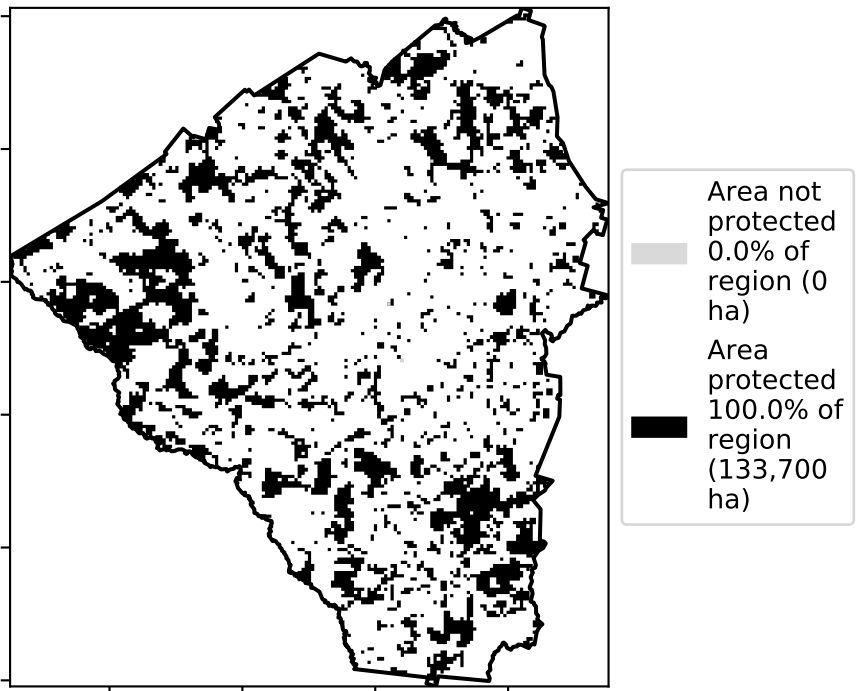 Area not
protected
0.0% of
region (0
ha)
Area
protected
100.0% of
region
(133,700
ha)